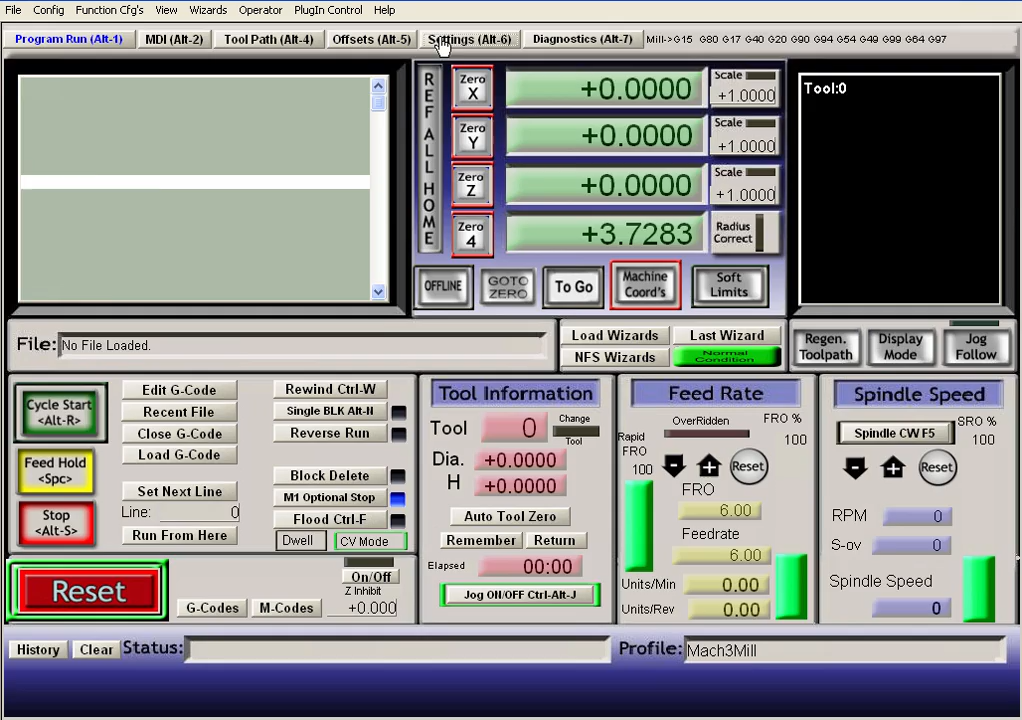 File Config Function Cfg's View Wizards Operator PlugIn Control Help
Program Run (Alt-1) MDI (Alt-2) Tool Path (Alt-4) Offsets (Alt-5) Settings (Alt-6) Diagnostics (Alt-7) Mill->G15 G80 G17 G40 G20 G90 G94 G54 G49 G99 G64 G97
REF ALL HOME
Zero X +0.0000 Scale +1.0000
Zero Y +0.0000 Scale +1.0000
Zero Z +0.0000 Scale +1.0000
Zero 4 +3.7283 Radius Correct
OFFLINE GOTO ZERO To Go Machine Coord's Soft Limits
Tool:0
File: No File Loaded.
Load Wizards Last Wizard
NFS Wizards Normal Condition
Regen. Toolpath Display Mode Jog Follow
Cycle Start <Alt-R>
Feed Hold <Spc>
Stop <Alt-S>
Reset
Edit G-Code
Recent File
Close G-Code
Load G-Code
Set Next Line
Line: 0
Run From Here
Rewind Ctrl-W
Single BLK Alt-N
Reverse Run
Block Delete
M1 Optional Stop
Flood Ctrl-F
Dwell CV Mode
G-Codes M-Codes
On/Off
Z Inhibit
+0.000
Tool Information
Tool 0 Change Tool
Dia. +0.0000
H +0.0000
Auto Tool Zero
Remember Return
Elapsed 00:00
Jog ON/OFF Ctrl-Alt-J
Feed Rate
OverRidden FRO %
100
Rapid FRO
100
Reset
FRO
6.00
Feedrate
6.00
Units/Min 0.00
Units/Rev 0.00
Spindle Speed
Spindle CW F5 SRO %
100
Reset
RPM 0
S-ov 0
Spindle Speed
0
History Clear Status: Profile: Mach3Mill